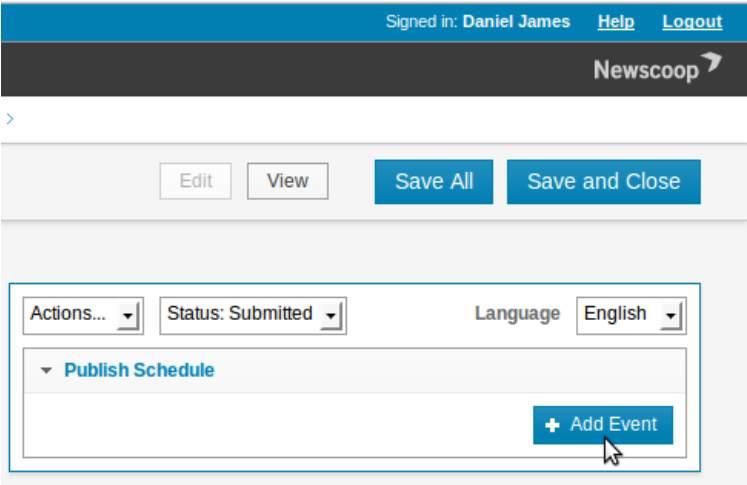 Signed in: Daniel James Help Logout
Newscoop
>
Edit View Save All Save and Close
Actions... Status: Submitted Language English
Publish Schedule
+ Add Event